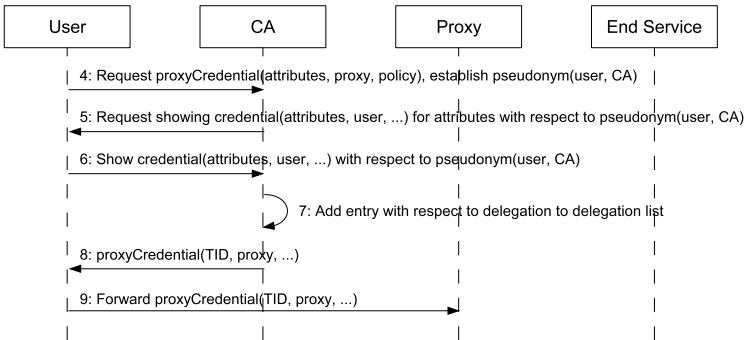 User
CA
Proxy
End Service
4: Request proxyCredential(attributes, proxy, policy), establish pseudonym(user, CA)
5: Request showing credential(attributes, user, ...) for attributes with respect to pseudonym(user, CA)
6: Show credential(attributes, user, ...) with respect to pseudonym(user, CA)
7: Add entry with respect to delegation to delegation list
8: proxyCredential(TID, proxy, ...)
9: Forward proxyCredential(TID, proxy, ...)